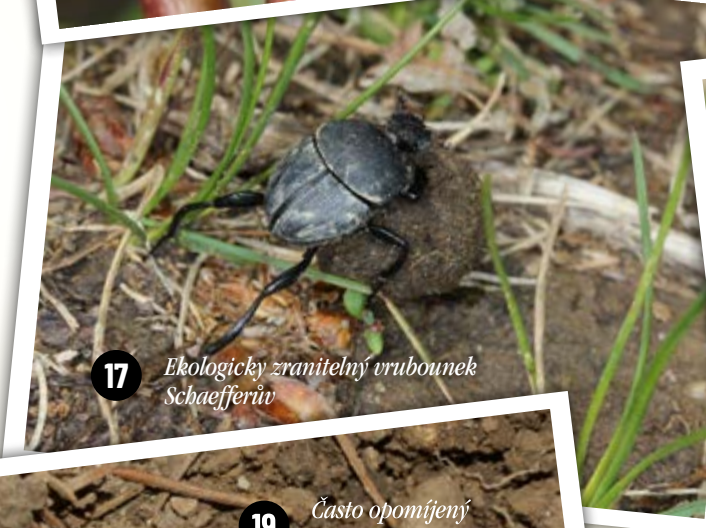 17
Ekologicky zranitelný vrubounek
Schaefferův
19
Často opomíjený